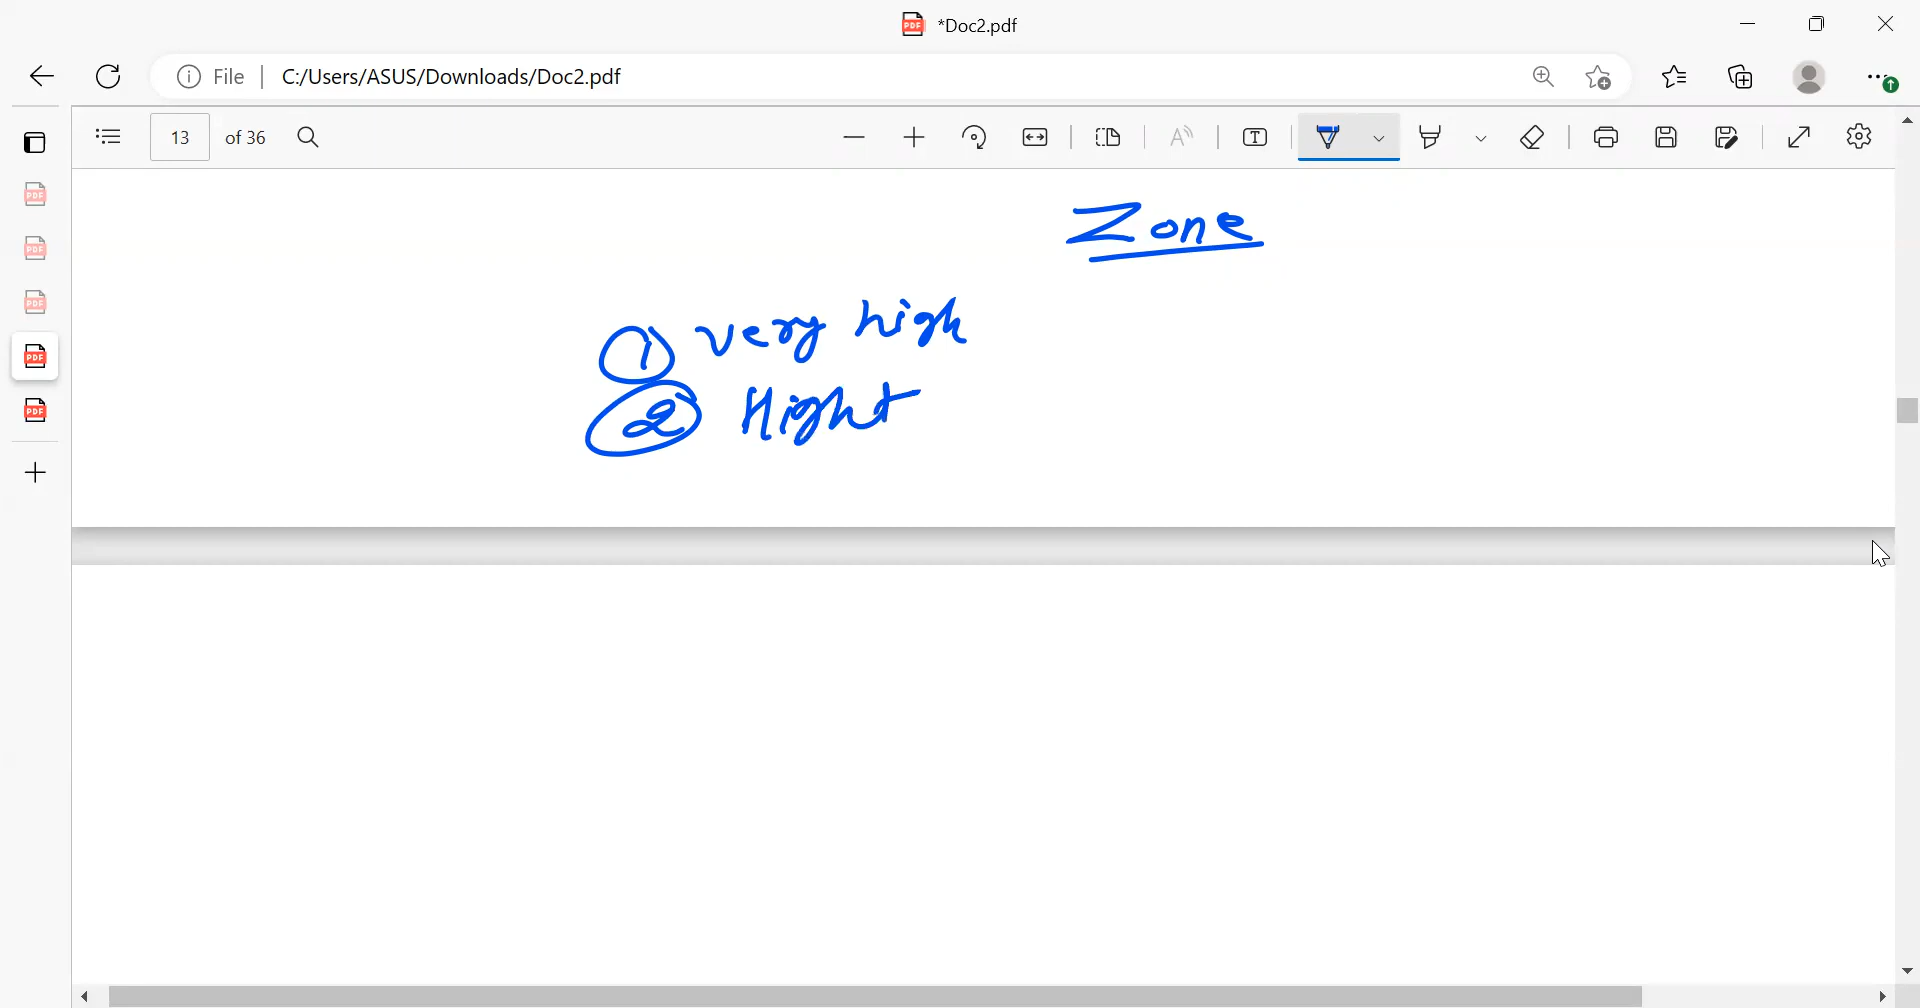 *Doc2.pdf
File C:/Users/ASUS/Downloads/Doc2.pdf
13 of 36
Zone
1 very high
2 Hight